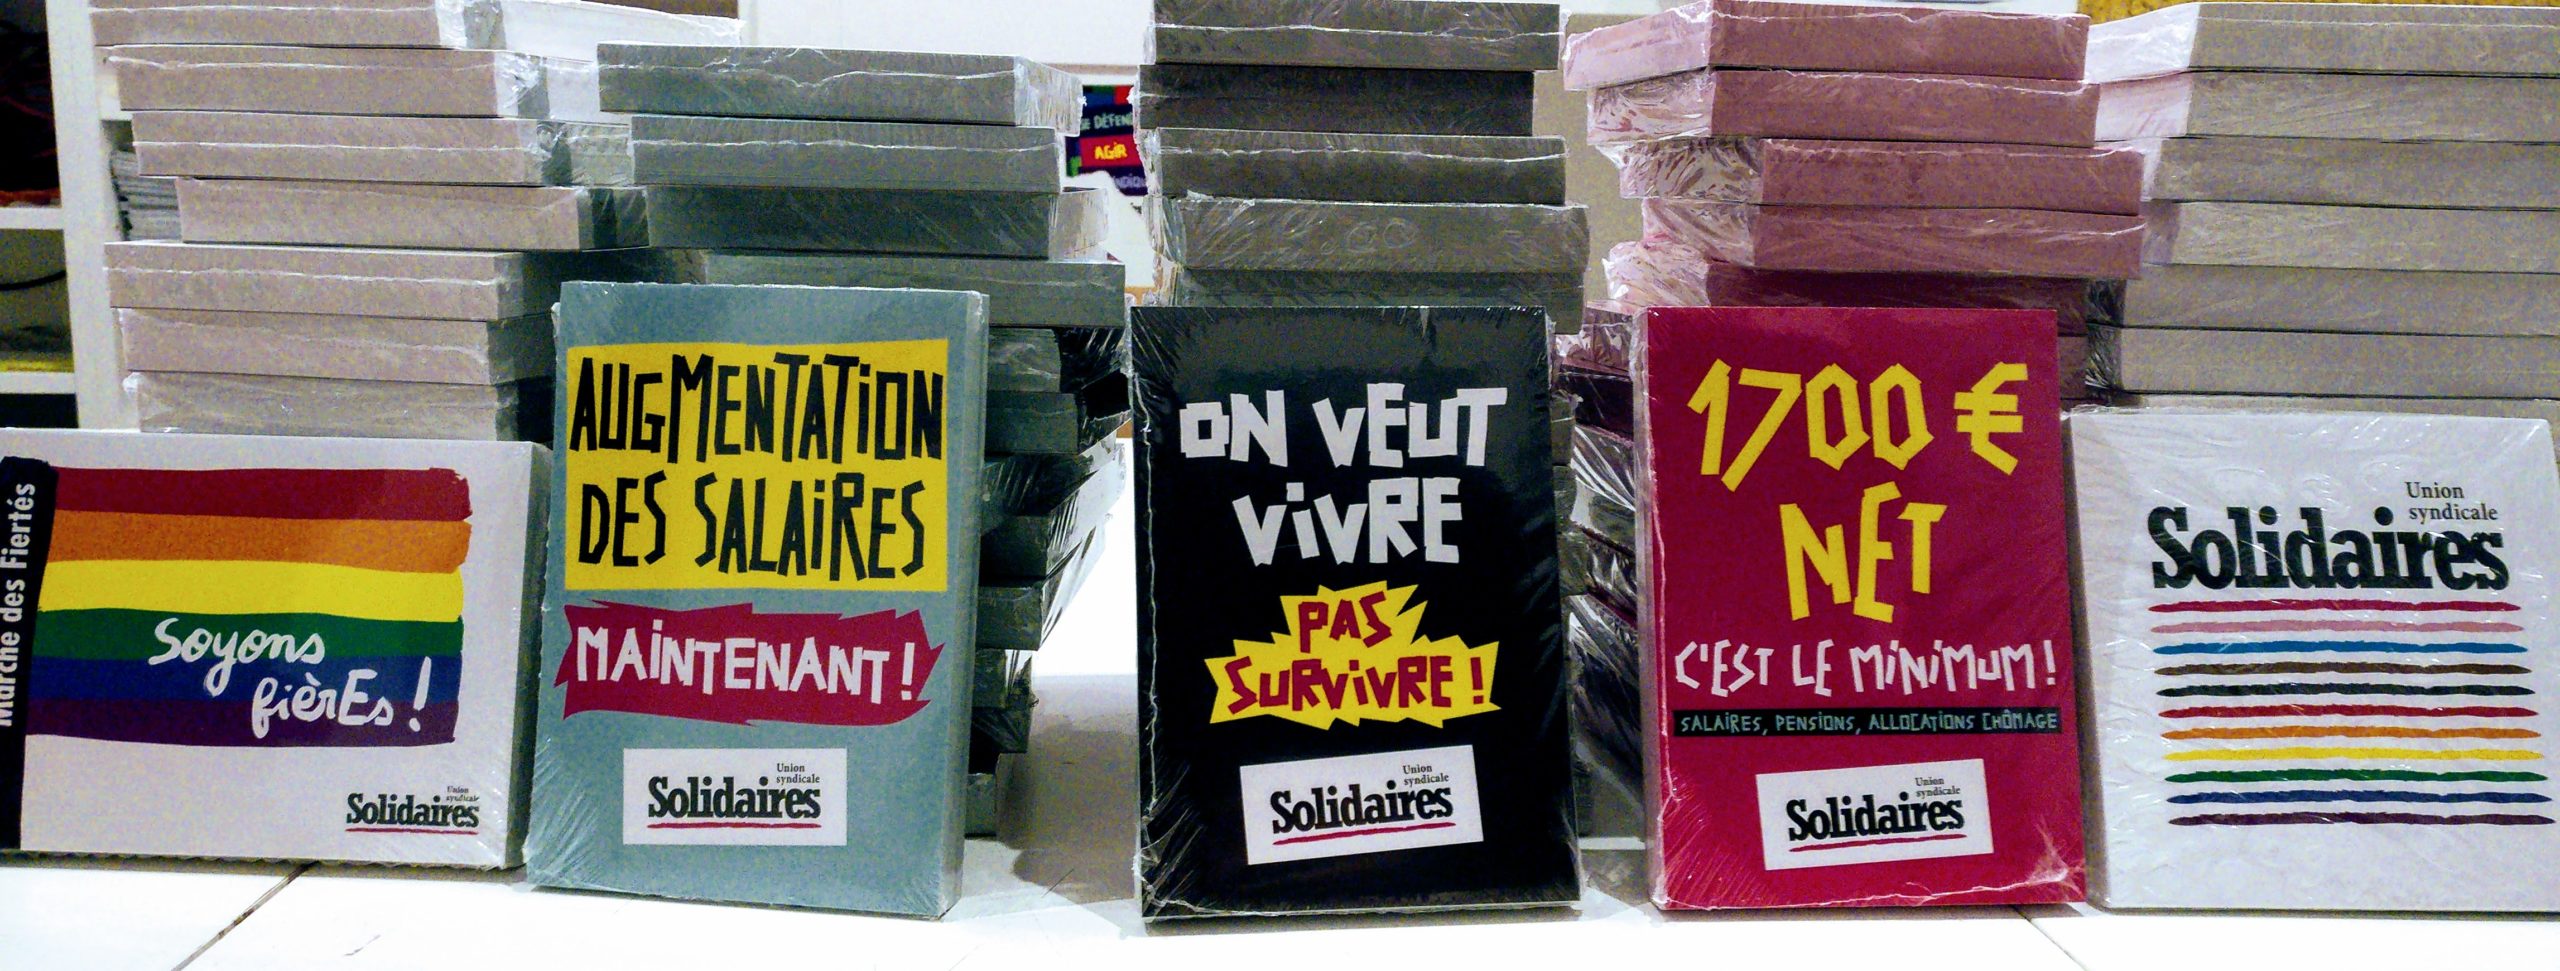 DÉFEN
AGIR
Marche des Fiertés
Soyons
fièrEs !
Union
syndicale
Solidaires
AUGMENTATION
DES SALAIRES
MAINTENANT !
Union
syndicale
Solidaires
ON VEUT
VIVRE
PAS
SURVIVRE !
Union
syndicale
Solidaires
1700 €
NET
C'EST LE MINIMUM !
SALAIRES, PENSIONS, ALLOCATIONS CHÔMAGE
Union
syndicale
Solidaires
Union
syndicale
Solidaires